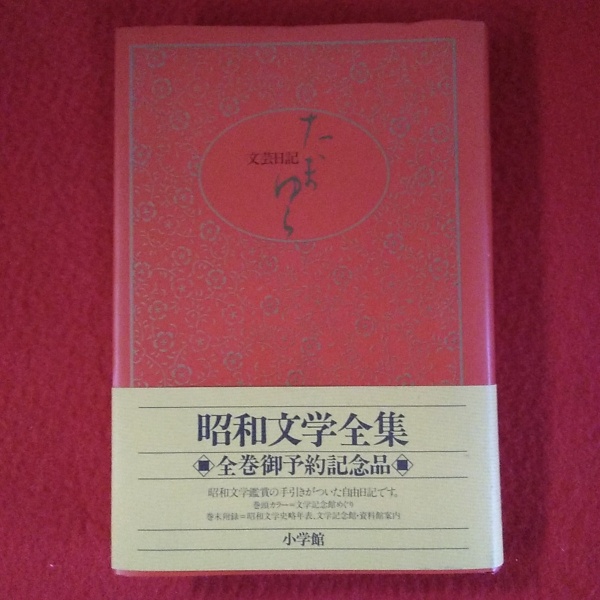 文芸日記
たまゆら
昭和文学全集
全巻御予約記念品
昭和文学鑑賞の手引きがついた自由日記です。
巻頭カラー=文学記念館めぐり
巻末附録=昭和文学史略年表、文学記念館・資料館案内
小学館